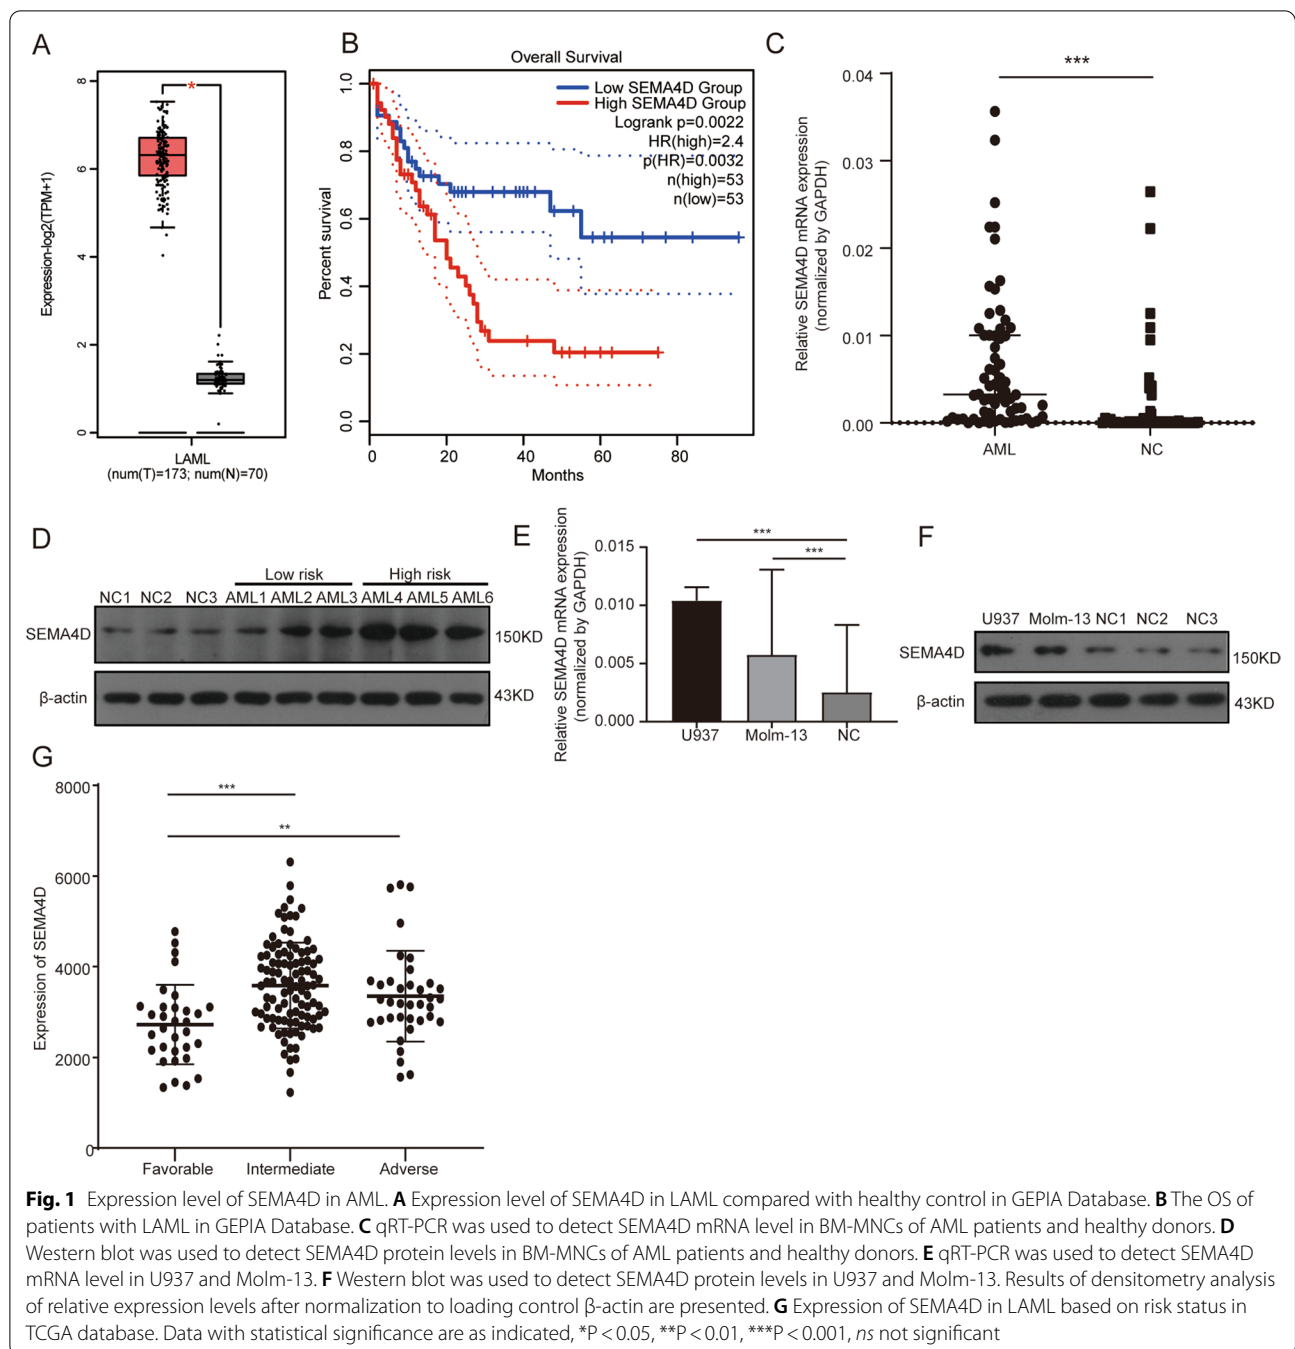 A
Expression-log2(TPM+1)
8
6
4
2
0
*
LAML
(num(T)=173; num(N)=70)
B
Overall Survival
Percent survival
1.0
0.8
0.6
0.4
0.2
0.0
Low SEMA4D Group
High SEMA4D Group
Logrank p=0.0022
HR(high)=2.4
p(HR)=0.0032
n(high)=53
n(low)=53
0 20 40 60 80
Months
C
Relative SEMA4D mRNA expression
(normalized by GAPDH)
0.04
0.03
0.02
0.01
0.00
***
AML NC
D
Low risk High risk
NC1 NC2 NC3 AML1 AML2 AML3 AML4 AML5 AML6
SEMA4D 150KD
β-actin 43KD
E
Relative SEMA4D mRNA expression
(normalized by GAPDH)
0.015
0.010
0.005
0.000
***
***
U937 Molm-13 NC
F
U937 Molm-13 NC1 NC2 NC3
SEMA4D 150KD
β-actin 43KD
G
Expression of SEMA4D
8000
6000
4000
2000
0
***
**
Favorable Intermediate Adverse
Fig. 1 Expression level of SEMA4D in AML. A Expression level of SEMA4D in LAML compared with healthy control in GEPIA Database. B The OS of
patients with LAML in GEPIA Database. C qRT-PCR was used to detect SEMA4D mRNA level in BM-MNCs of AML patients and healthy donors. D
Western blot was used to detect SEMA4D protein levels in BM-MNCs of AML patients and healthy donors. E qRT-PCR was used to detect SEMA4D
mRNA level in U937 and Molm-13. F Western blot was used to detect SEMA4D protein levels in U937 and Molm-13. Results of densitometry analysis
of relative expression levels after normalization to loading control β-actin are presented. G Expression of SEMA4D in LAML based on risk status in
TCGA database. Data with statistical significance are as indicated, *P < 0.05, **P < 0.01, ***P < 0.001, ns not significant